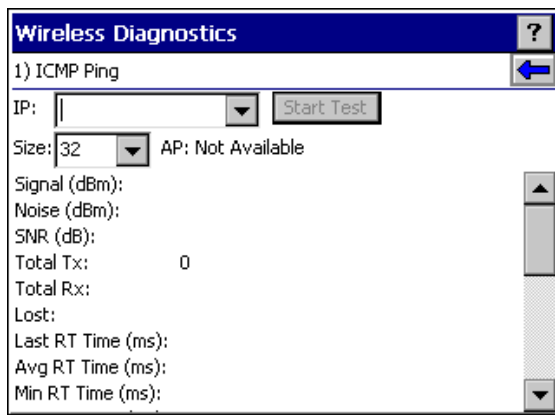 Wireless Diagnostics ?
1) ICMP Ping
IP: Start Test
Size: 32 AP: Not Available
Signal (dBm):
Noise (dBm):
SNR (dB):
Total Tx: 0
Total Rx:
Lost:
Last RT Time (ms):
Avg RT Time (ms):
Min RT Time (ms):